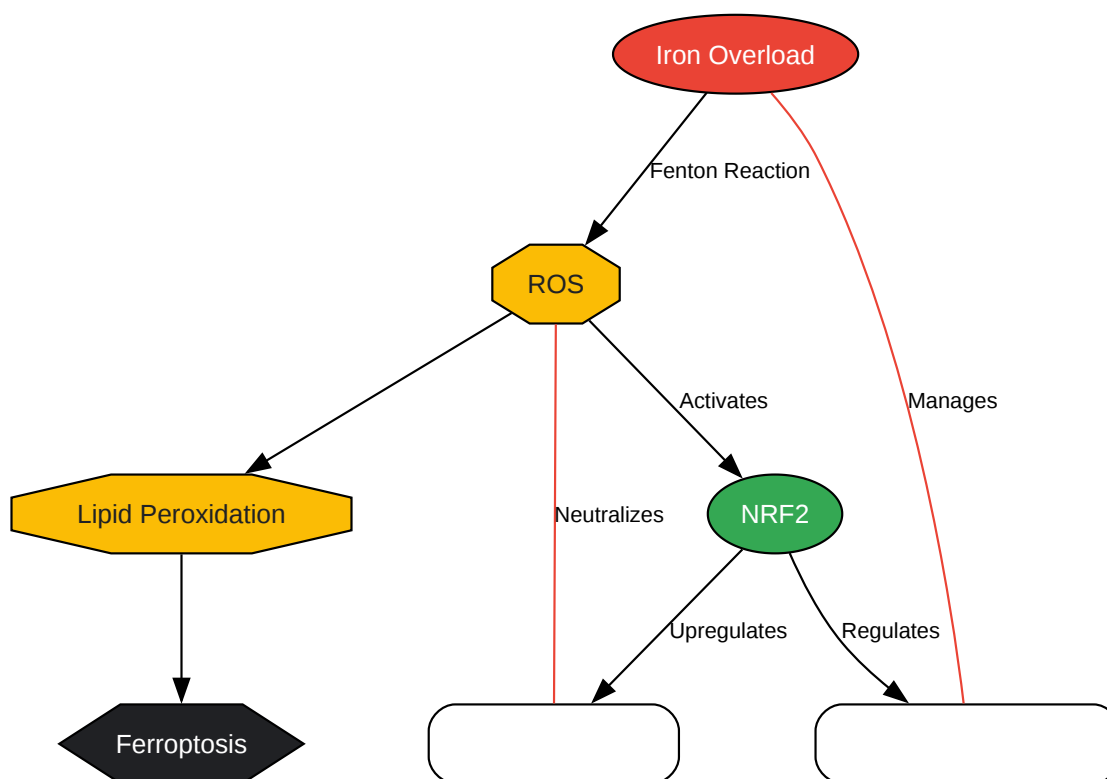 Iron Overload
Fenton Reaction
ROS
Activates
Manages
Lipid Peroxidation
Neutralizes
NRF2
Upregulates
Regulates
Ferroptosis